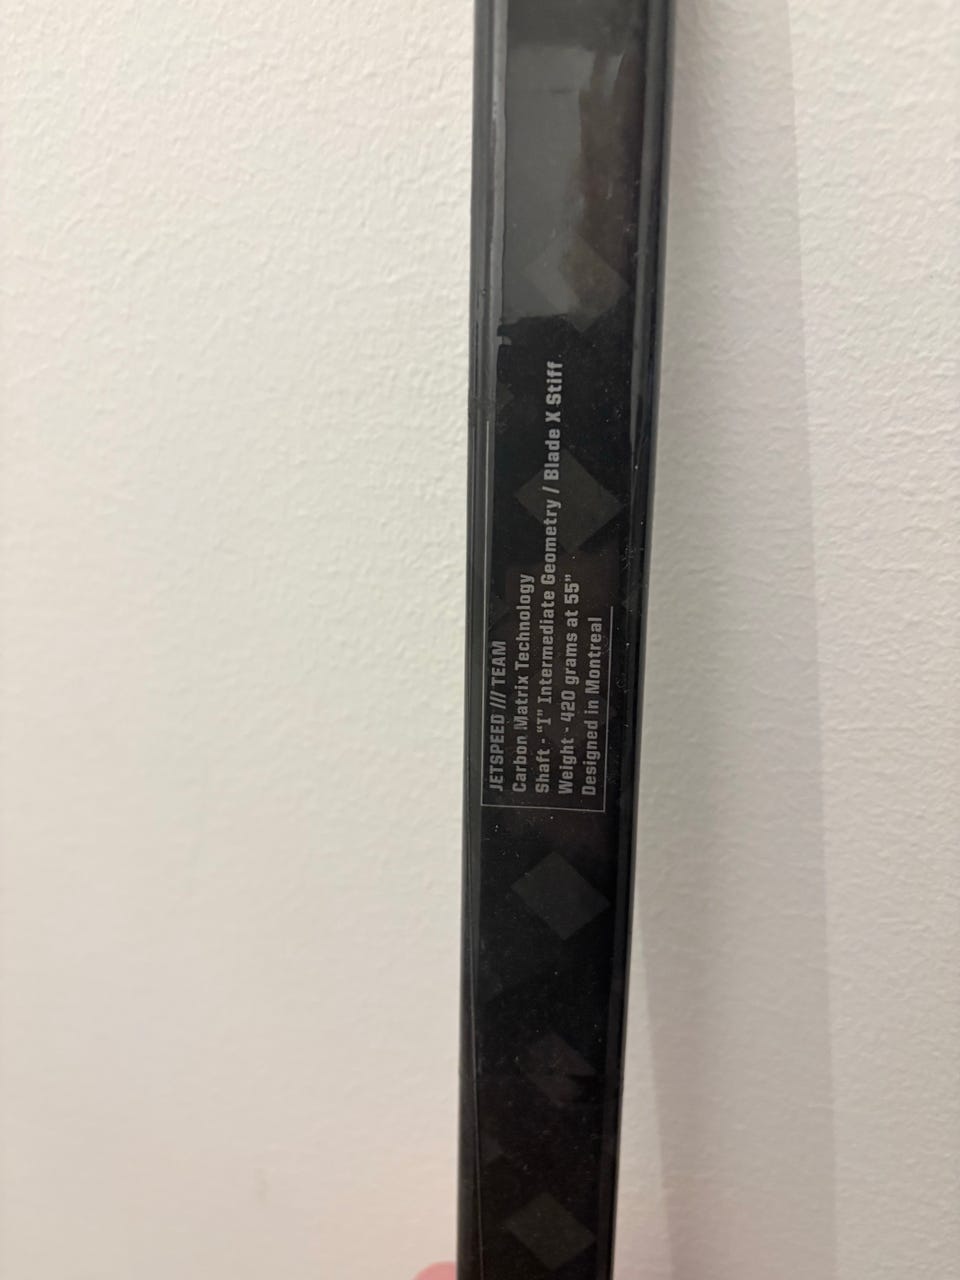 JETSPEED /// TEAM
Carbon Matrix Technology
Shaft - "I" Intermediate Geometry / Blade X Stiff
Weight - 420 grams at 55"
Designed in Montreal